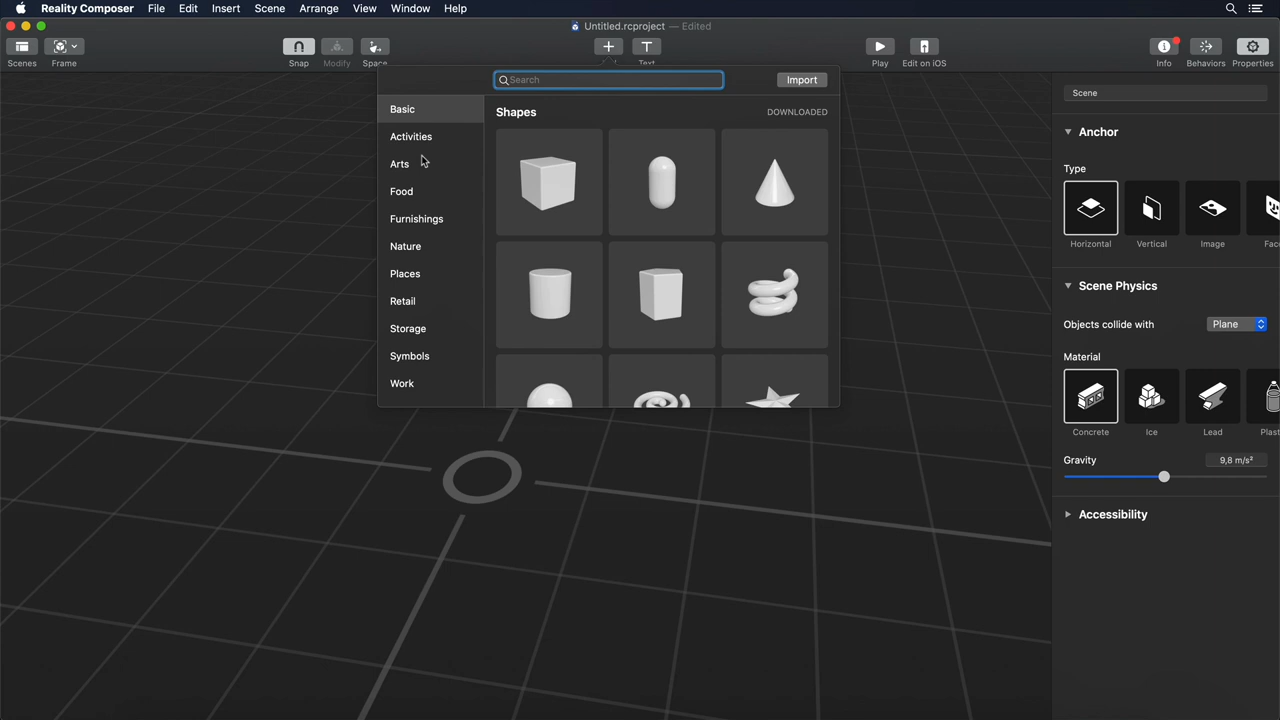 Reality Composer File Edit Insert Scene Arrange View Window Help
Untitled.rcproject — Edited
Scenes Frame Snap Modify Space Text Play Edit on iOS Info Behaviors Properties
Search Import
Basic
Activities
Arts
Food
Furnishings
Nature
Places
Retail
Storage
Symbols
Work
Shapes DOWNLOADED
Scene
Anchor
Type
Horizontal Vertical Image Face
Scene Physics
Objects collide with Plane
Material
Concrete Ice Lead Plast
Gravity 9,8 m/s²
Accessibility